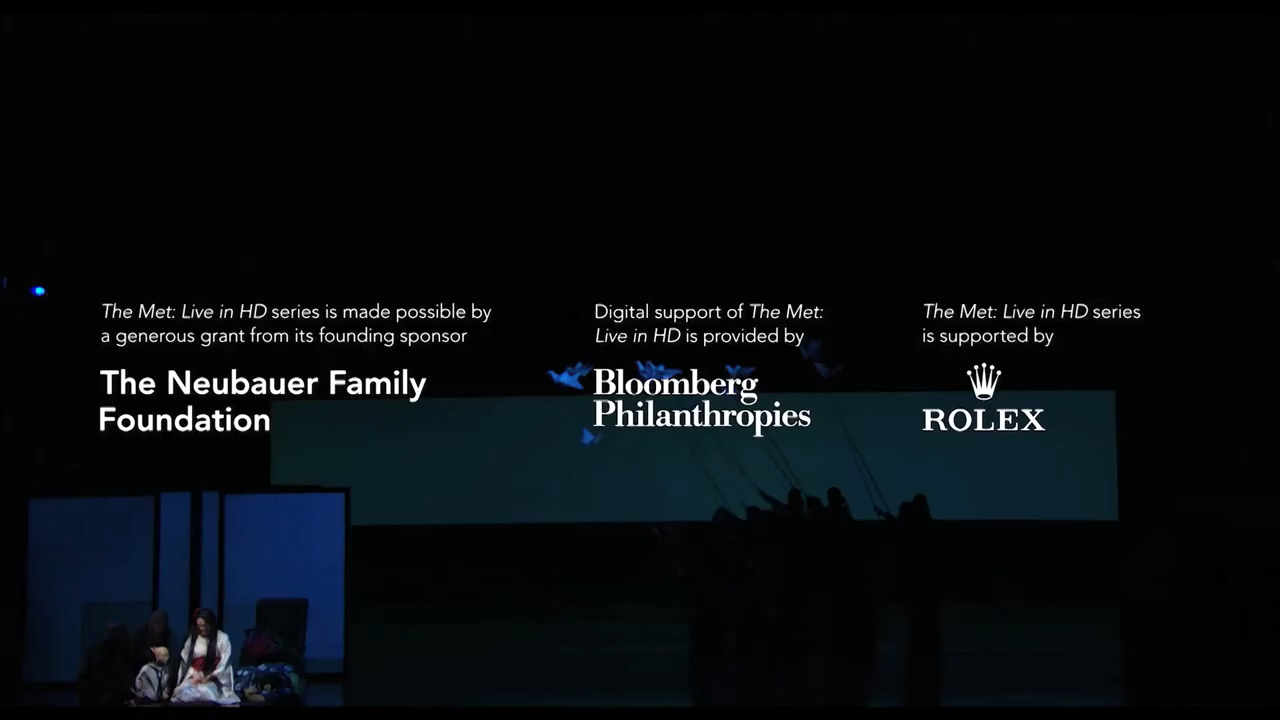 The Met: Live in HD series is made possible by
a generous grant from its founding sponsor
The Neubauer Family
Foundation
Digital support of The Met:
Live in HD is provided by
Bloomberg
Philanthropies
The Met: Live in HD series
is supported by
ROLEX